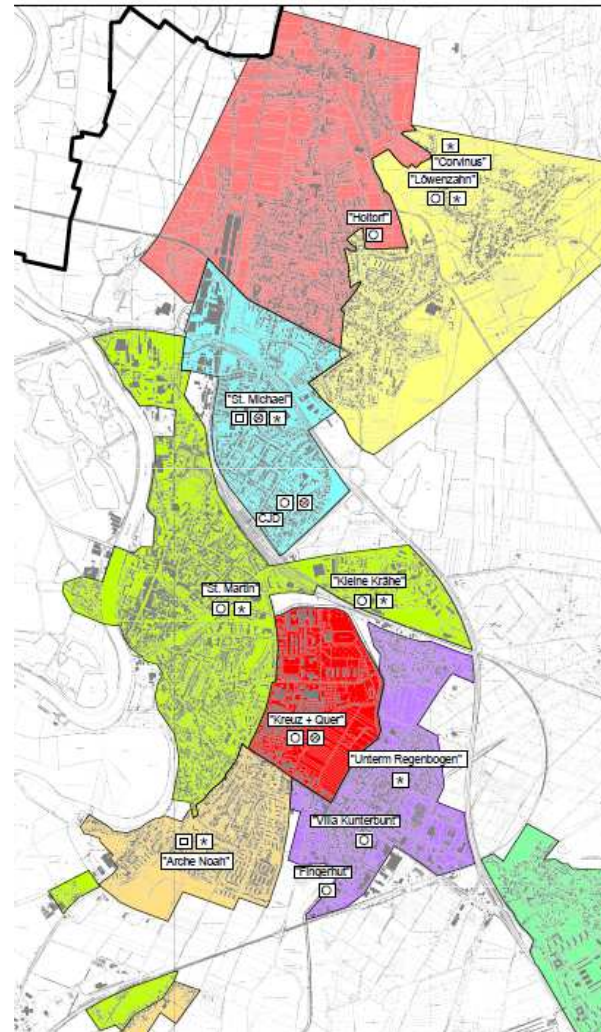 "Corvinus"
"Löwenzahn"
"Holtorf"
"St. Michael"
CJD
"Kleine Krähe"
"St. Martin"
"Kreuz + Quer"
"Unterm Regenbogen"
"Villa Kunterbunt"
"Arche Noah"
"Fingerhut"